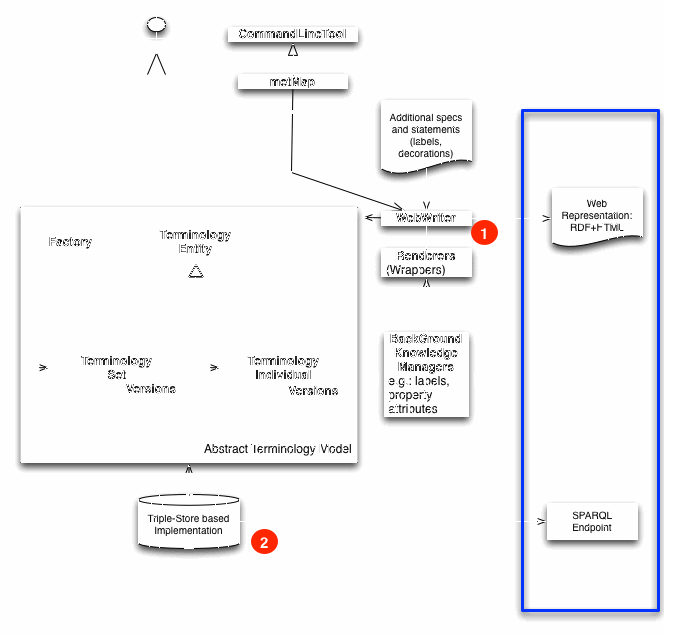 CommandLineTool
metMap
Additional specs
and statements
(labels,
decorations)
WebWriter
1
Web
Representation:
RDF+HTML
Factory
Terminology
Entity
Renderers
(Wrappers)
BackGround
Knowledge
Managers
e.g.: labels,
property
attributes
Terminology
Set
Versions
Terminology
Individual
Versions
Abstract Terminology Model
Triple-Store based
Implementation
2
SPARQL
Endpoint